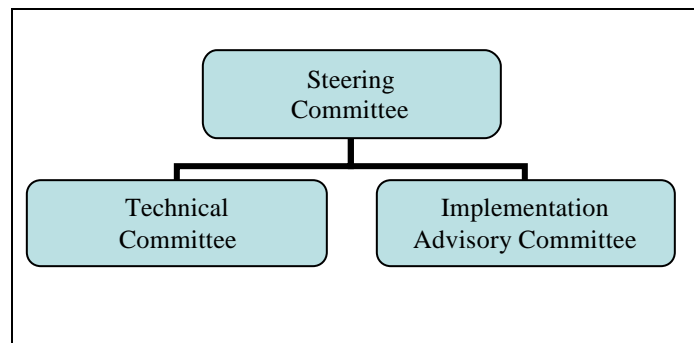 Steering
Committee
Technical
Committee
Implementation
Advisory Committee